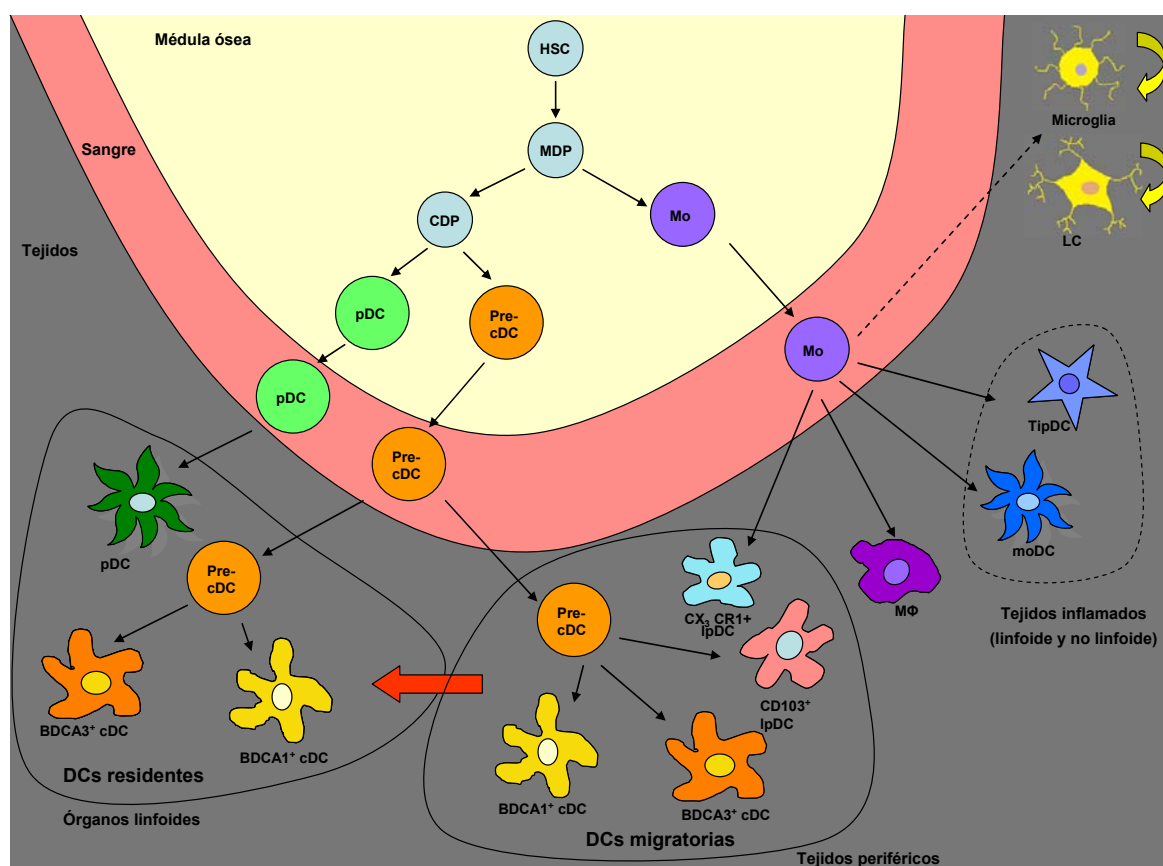 Médula ósea
HSC
Microglia
Sangre
MDP
CDP
Mo
LC
Tejidos
pDC
Pre-
cDC
Mo
pDC
TipDC
Pre-
cDC
pDC
moDC
Pre-
cDC
CX₃ CR1+
lpDC
MΦ
Pre-
cDC
Tejidos inflamados
(linfoide y no linfoide)
CD103⁺
lpDC
BDCA3⁺ cDC
BDCA1⁺ cDC
DCs residentes
BDCA1⁺ cDC
BDCA3⁺ cDC
Órganos linfoides
DCs migratorias
Tejidos periféricos